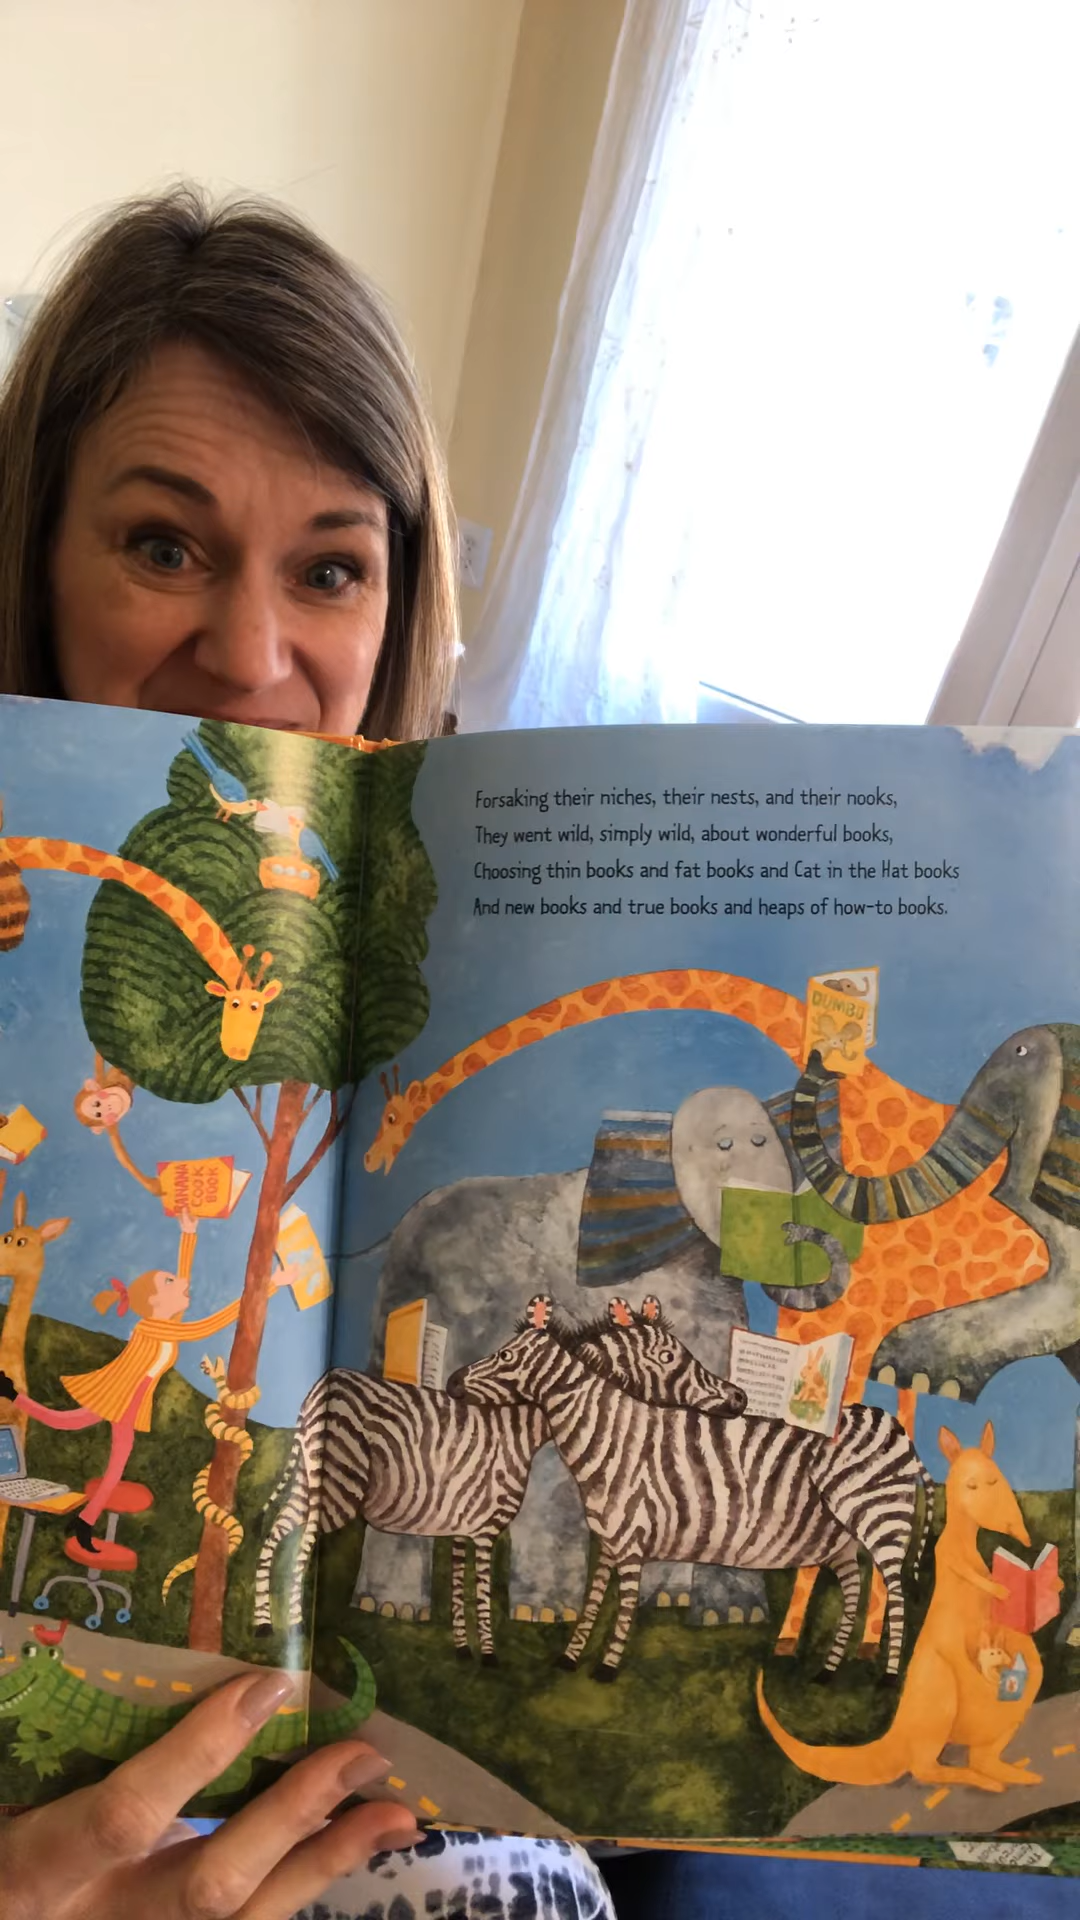 Forsaking their niches, their nests, and their nooks,
They went wild, simply wild, about wonderful books,
Choosing thin books and fat books and Cat in the Hat books
And new books and true books and heaps of how-to books.
DUMBO
BANANA
COOK
BOOK